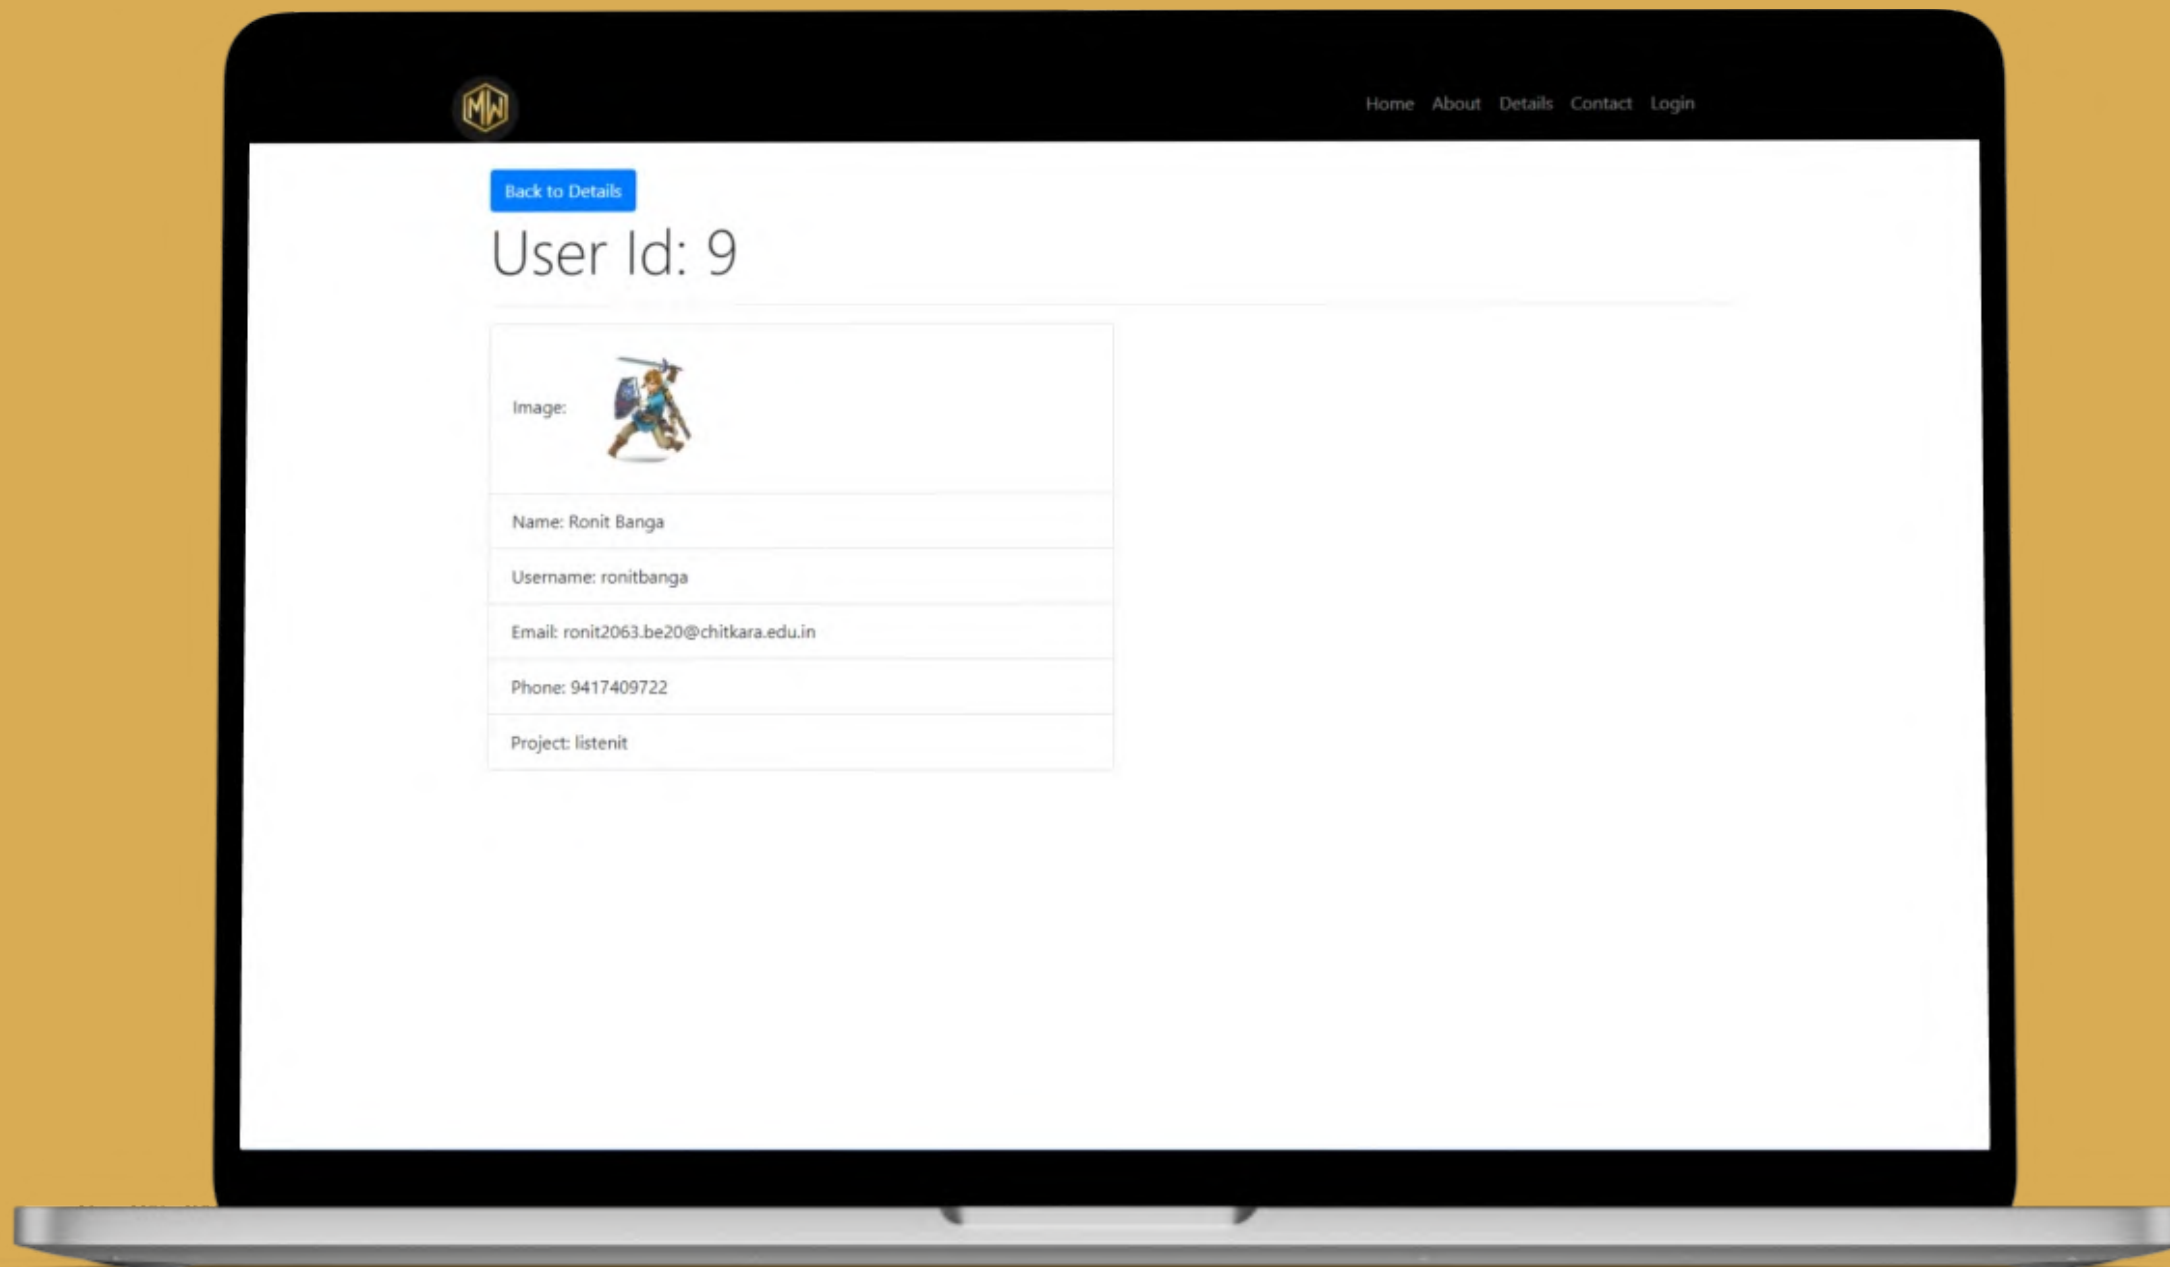 MW
Home About Details Contact Login
Back to Details
User Id: 9
Image:
Name: Ronit Banga
Username: ronitbanga
Email: ronit2063.be20@chitkara.edu.in
Phone: 9417409722
Project: listenit